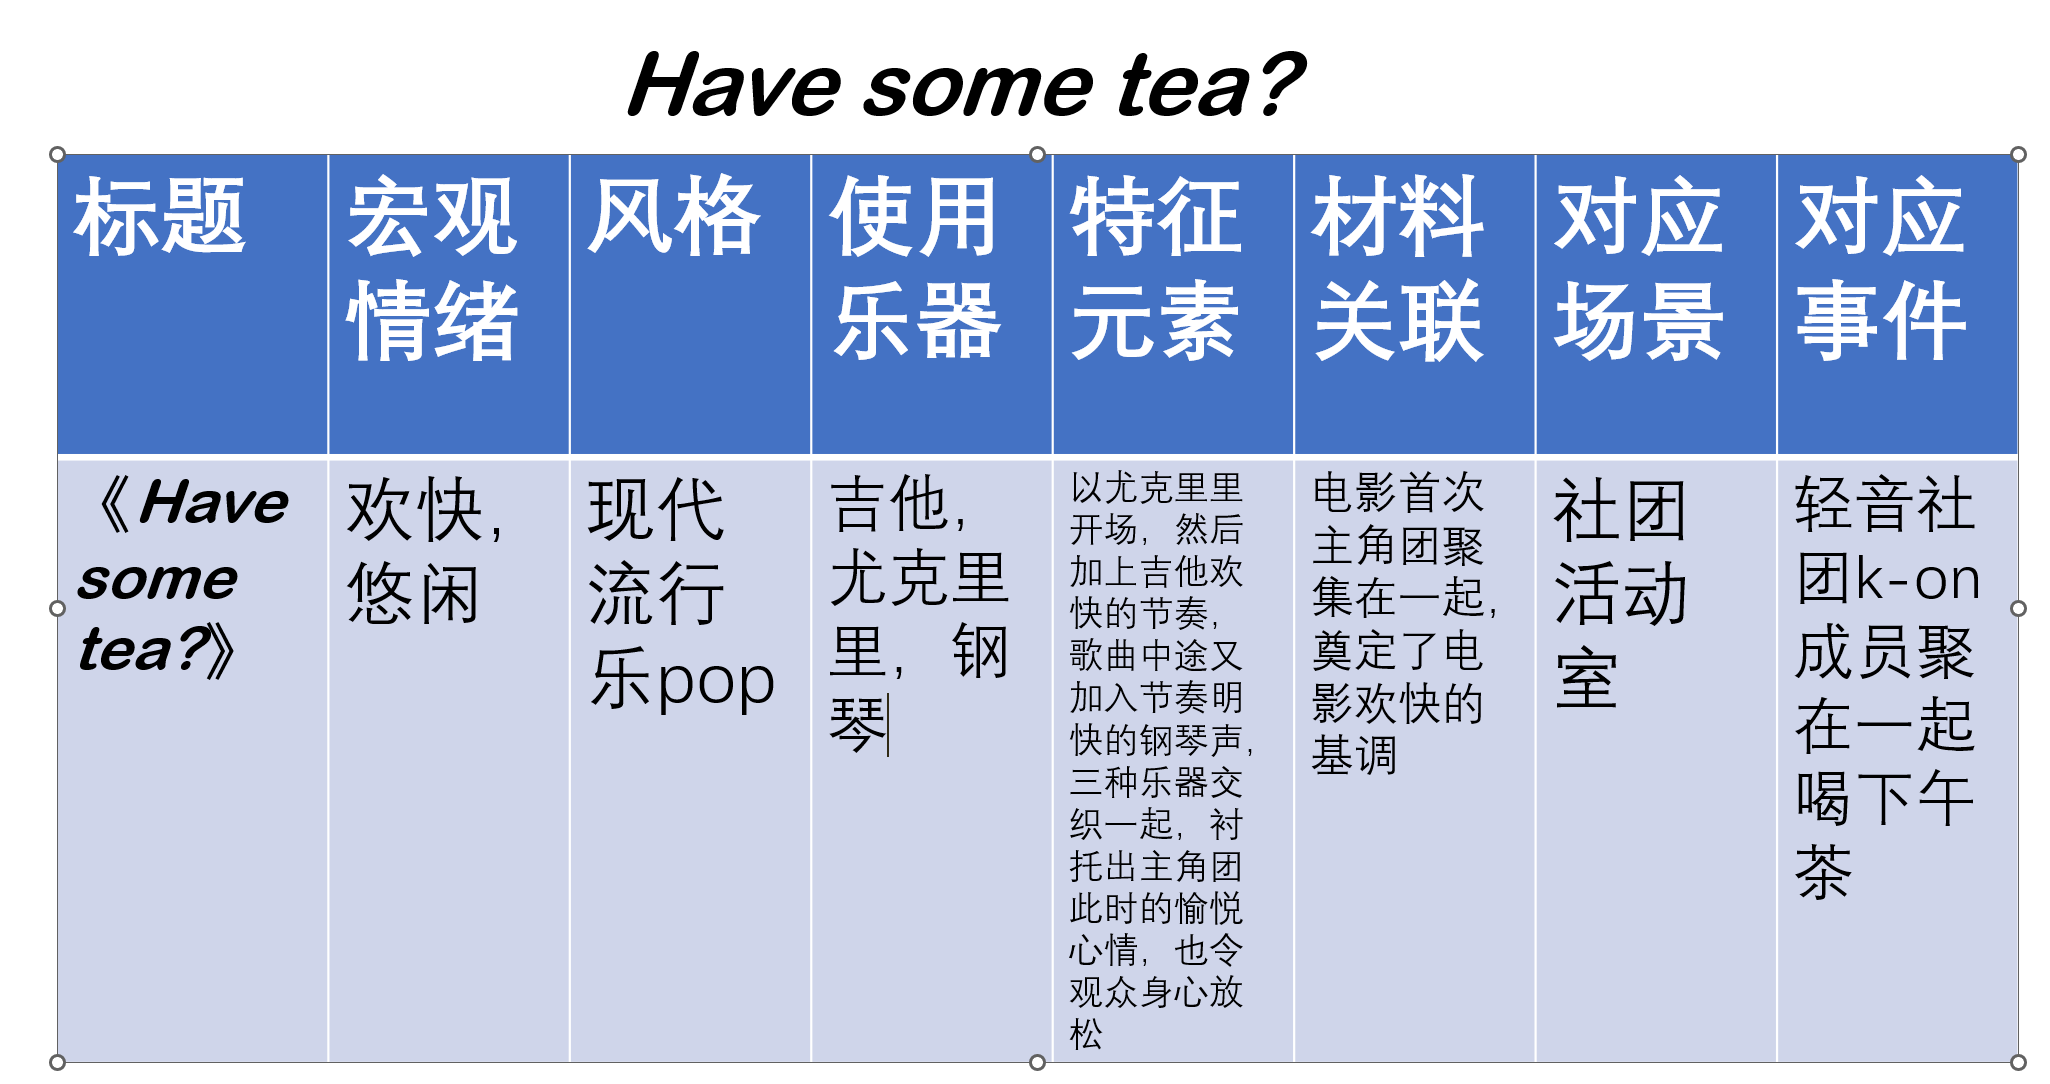 Have some tea?
标题
宏观
情绪
风格
使用
乐器
特征
元素
材料
关联
对应
场景
对应
事件
《Have
some
tea?》
欢快,
悠闲
现代
流行
乐pop
吉他,
尤克里
里, 钢
琴
以尤克里里
开场, 然后
加上吉他欢
快的节奏,
歌曲中途又
加入节奏明
快的钢琴声,
三种乐器交
织一起, 衬
托出主角团
此时的愉悦
心情, 也令
观众身心放
松
电影首次
主角团聚
集在一起,
奠定了电
影欢快的
基调
社团
活动
室
轻音社
团k-on
成员聚
在一起
喝下午
茶